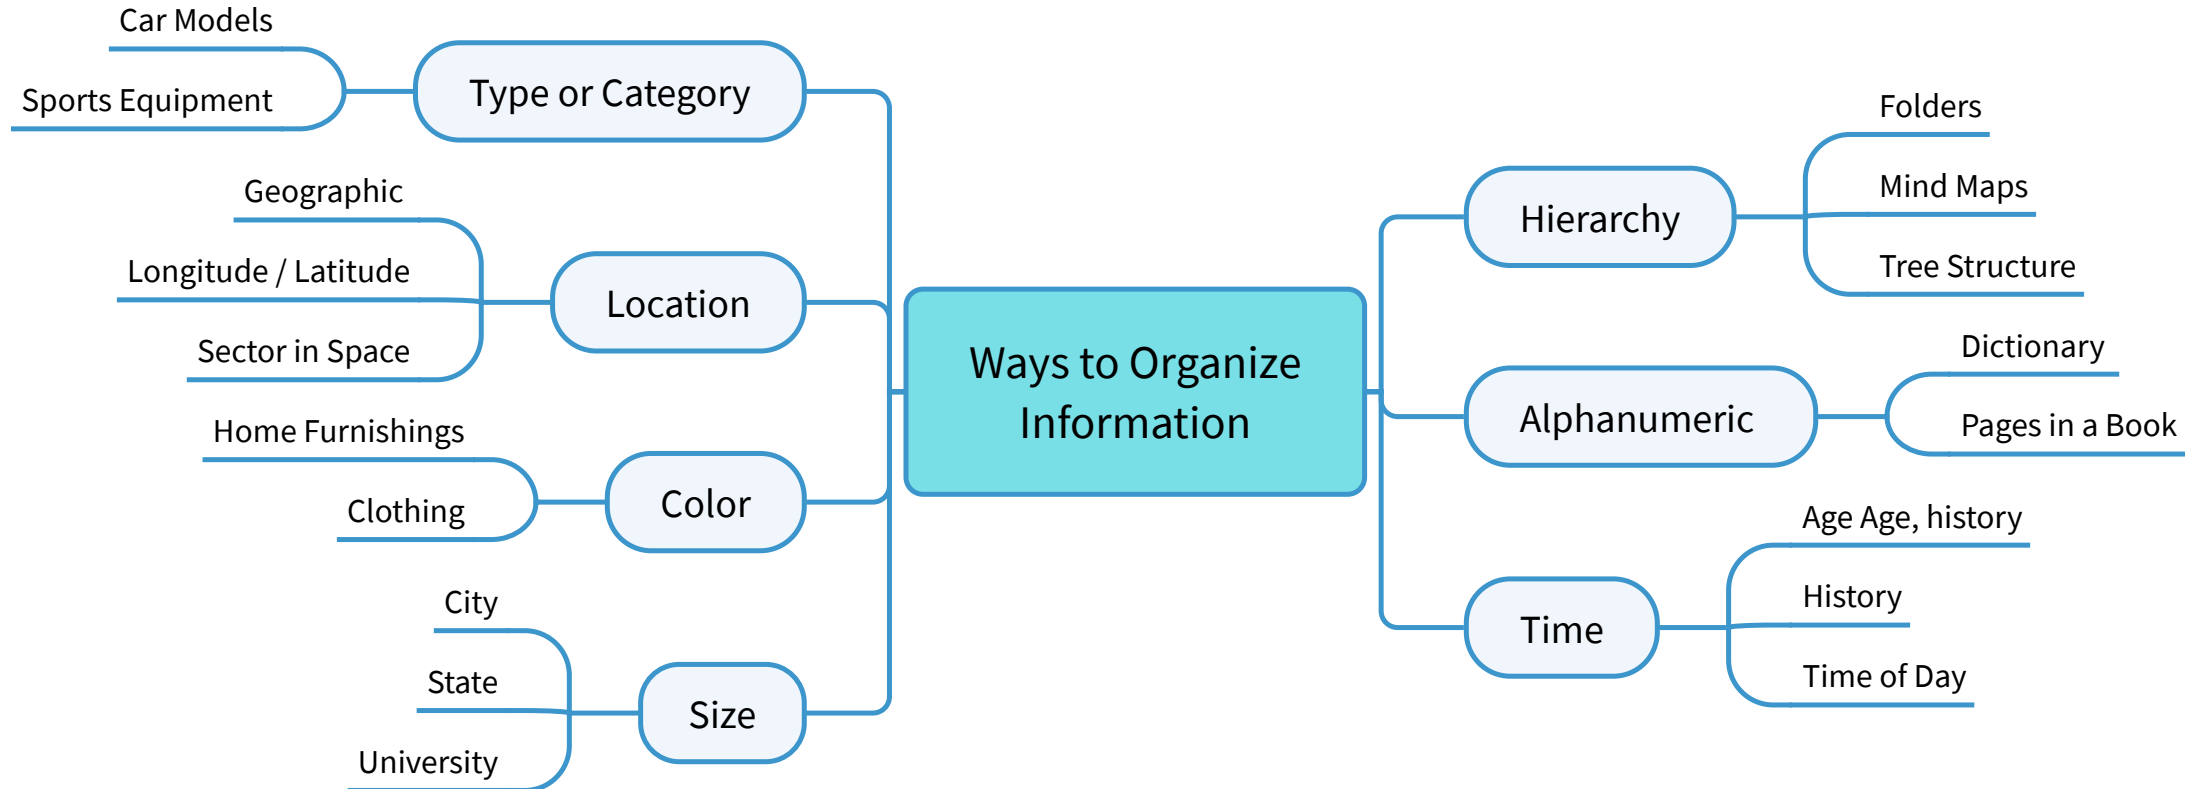 Ways to Organize
Information
Type or Category
Car Models
Sports Equipment
Location
Geographic
Longitude / Latitude
Sector in Space
Color
Home Furnishings
Clothing
Size
City
State
University
Hierarchy
Folders
Mind Maps
Tree Structure
Alphanumeric
Dictionary
Pages in a Book
Time
Age Age, history
History
Time of Day